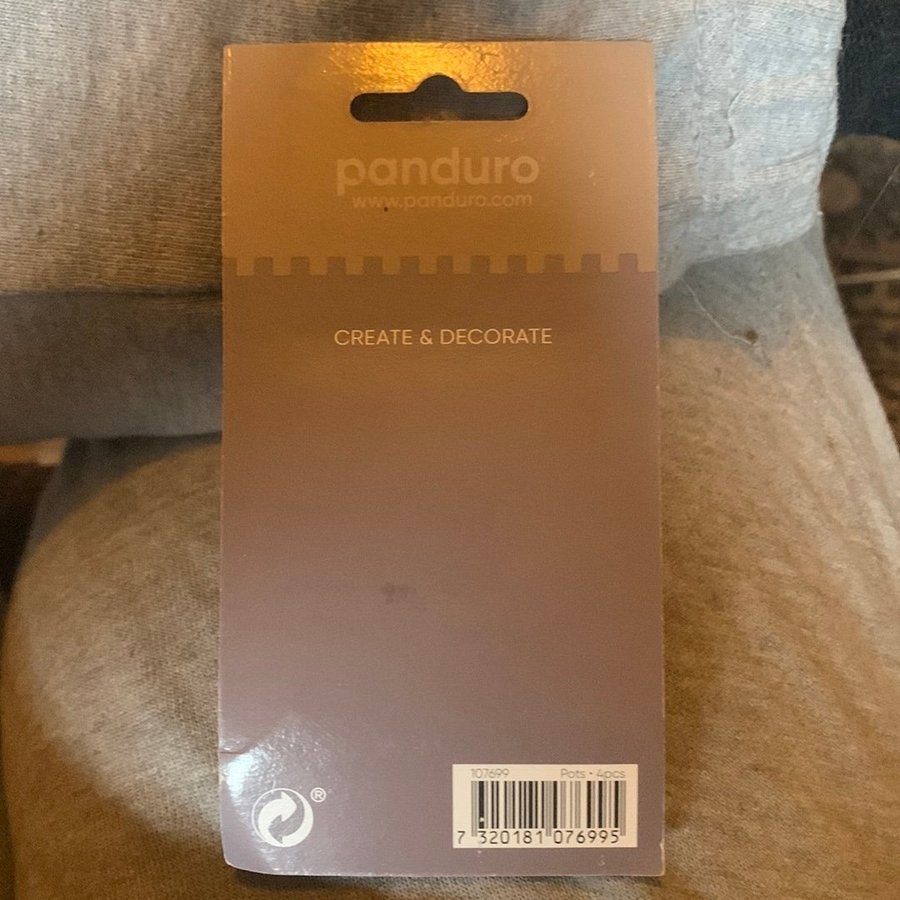 panduro
www.panduro.com
CREATE & DECORATE
107699 Pots • 4pcs
®
7 320181 076995